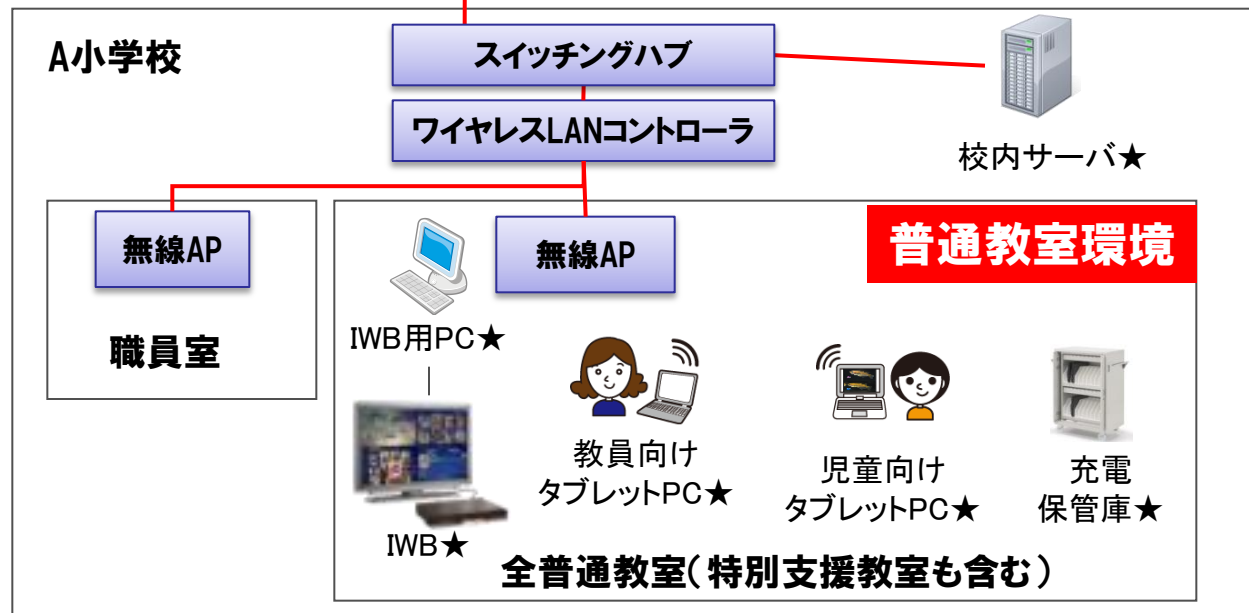 A小学校
スイッチングハブ
ワイヤレスLANコントローラ
校内サーバ★
無線AP
職員室
無線AP
普通教室環境
IWB用PC★
IWB★
教員向け
タブレットPC★
児童向け
タブレットPC★
充電
保管庫★
全普通教室(特別支援教室も含む)